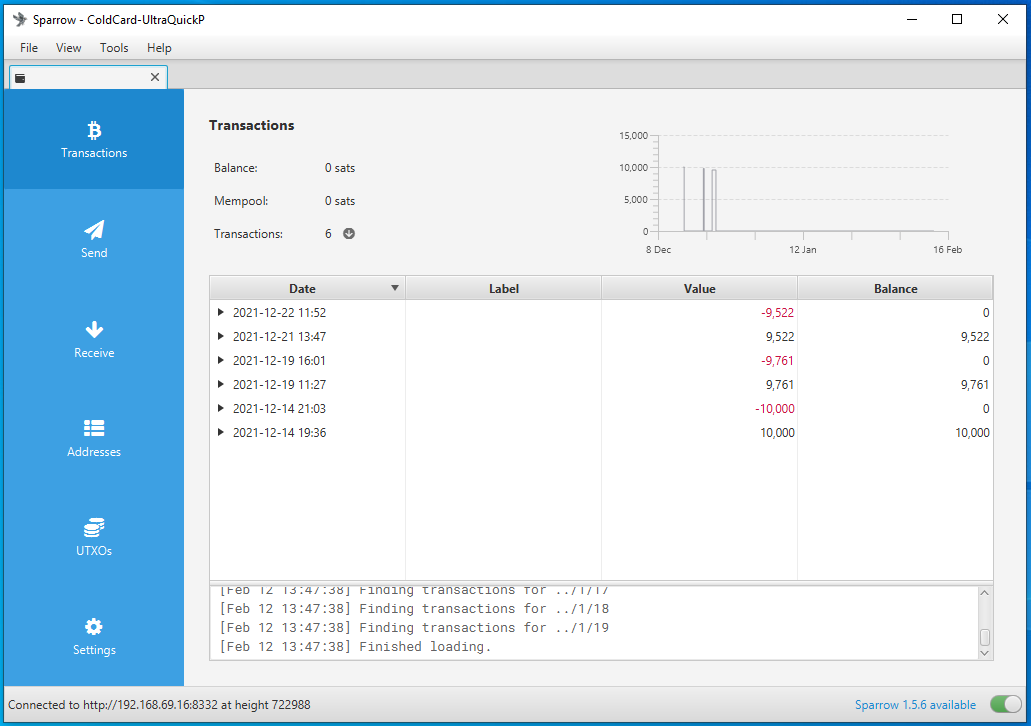 Sparrow - ColdCard-UltraQuickP
File View Tools Help
Transactions
Send
Receive
Addresses
UTXOs
Settings
Transactions
Balance: 0 sats
Mempool: 0 sats
Transactions: 6
15,000
10,000
5,000
0
8 Dec 12 Jan 16 Feb
Date Label Value Balance
2021-12-22 11:52 -9,522 0
2021-12-21 13:47 9,522 9,522
2021-12-19 16:01 -9,761 0
2021-12-19 11:27 9,761 9,761
2021-12-14 21:03 -10,000 0
2021-12-14 19:36 10,000 10,000
[Feb 12 13:47:38] Finding transactions for ../1/17
[Feb 12 13:47:38] Finding transactions for ../1/18
[Feb 12 13:47:38] Finding transactions for ../1/19
[Feb 12 13:47:38] Finished loading.
Connected to http://192.168.69.16:8332 at height 722988 Sparrow 1.5.6 available